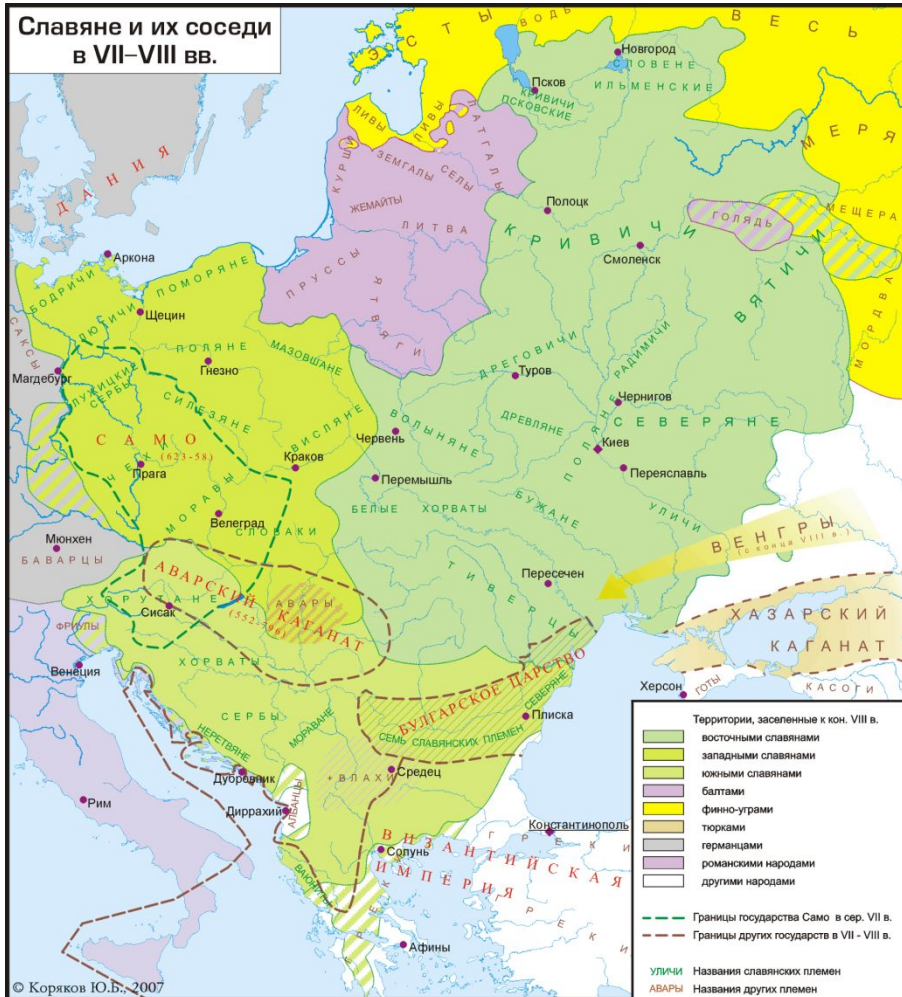 Славяне и их соседи
в VII–VIII вв.
ЭСТЫ
ВОДЬ
ВЕСЬ
Новгород
СЛОВЕНЕ
ИЛЬМЕНСКИЕ
Псков
КРИВИЧИ
ПСКОВСКИЕ
ЛИВЫ
ЛИВЫ
ЛАТГАЛЫ
МЕРЯ
КУРШИ
ЗЕМГАЛЫ
СЕЛЫ
ДАНИЯ
ЖЕМАЙТЫ
ЛИТВА
Полоцк
КРИВИЧИ
ГОЛЯДЬ
МЕЩЕРА
Смоленск
ВЯТИЧИ
Аркона
ПРУССЫ
ЯТВЯГИ
БОДРИЧИ
ПОМОРЯНЕ
ЛЮТИЧИ
Щецин
МОРДВА
САКСЫ
ПОЛЯНЕ
МАЗОВШАНЕ
Гнезно
ДРЕГОВИЧИ
РАДИМИЧИ
Туров
Магдебург
ЛУЖИЦКИЕ
СЕРБЫ
СИЛЕЗЯНЕ
Чернигов
СЕВЕРЯНЕ
ВИСЛЯНЕ
Червень
ВОЛЫНЯНЕ
ДРЕВЛЯНЕ
ПОЛЯНЕ
Киев
САМО
(623-58)
ЧЕХИ
Прага
Краков
Перемышль
Переяславль
МОРАВЫ
Велеград
СЛОВАКИ
БЕЛЫЕ ХОРВАТЫ
БУЖАНЕ
УЛИЧИ
Мюнхен
БАВАРЦЫ
ВЕНГРЫ
(с конца VIII в.)
ТИВЕРЦЫ
Пересечен
АВАРСКИЙ КАГАНАТ
(552-796)
АВАРЫ
ХОРУТАНЕ
Сисак
ХАЗАРСКИЙ
КАГАНАТ
ФРИУЛЫ
Венеция
ХОРВАТЫ
Херсон
ГОТЫ
КАСОГИ
БУЛГАРСКОЕ ЦАРСТВО
СЕВЕРЯНЕ
СЕРБЫ
МОРАВАНЕ
Плиска
СЕМЬ СЛАВЯНСКИХ ПЛЕМЕН
НЕРЕТВЯНЕ
Дубровник
+ ВЛАХИ
Средец
Рим
Диррахий
АЛБАНЦЫ
Константинополь
ГРЕКИ
ВИЗАНТИЙСКАЯ
ИМПЕРИЯ
Солунь
ВАЮНИТЫ
ГРЕКИ
ГРЕКИ
Афины
Территории, заселенные к кон. VIII в.
восточными славянами
западными славянами
южными славянами
балтами
финно-уграми
тюрками
германцами
романскими народами
другими народами
Границы государства Само в сер. VII в.
Границы других государств в VII - VIII в.
УЛИЧИ Названия славянских племен
АВАРЫ Названия других племен
© Коряков Ю.Б., 2007